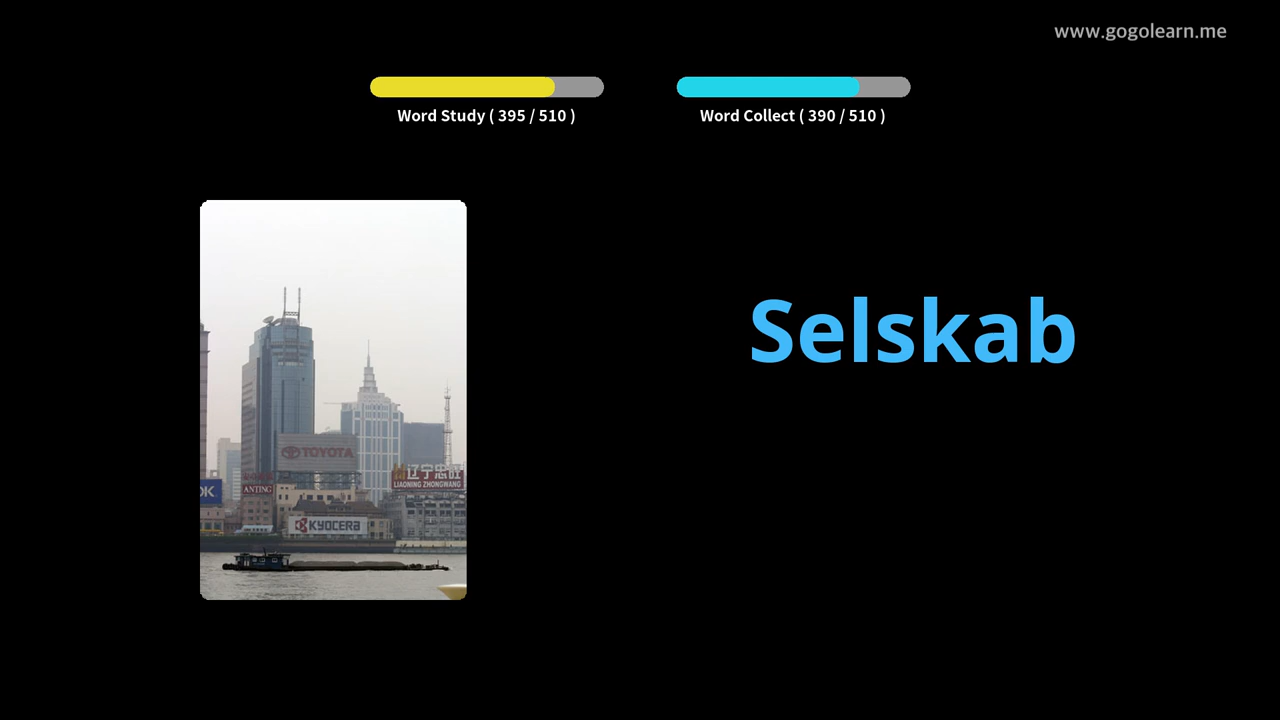 www.gogolearn.me
Word Study ( 395 / 510 )
Word Collect ( 390 / 510 )
Selskab
TOYOTA
辽宁忠旺
LIAONING ZHONGWANG
ANTING
OK
KYOCERA